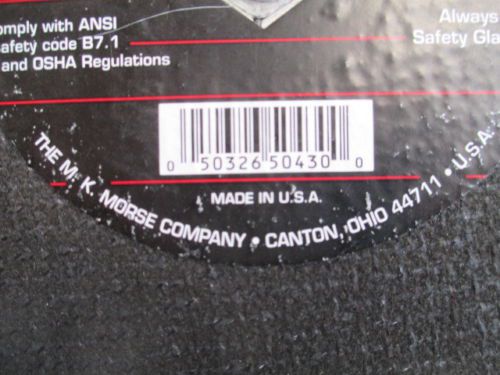 omply with ANSI
afety code B7.1
and OSHA Regulations
Always
Safety Gla
0 50326 50430 0
MADE IN U.S.A.
THE M. K. MORSE COMPANY • CANTON, OHIO 44711 • U.S.A.